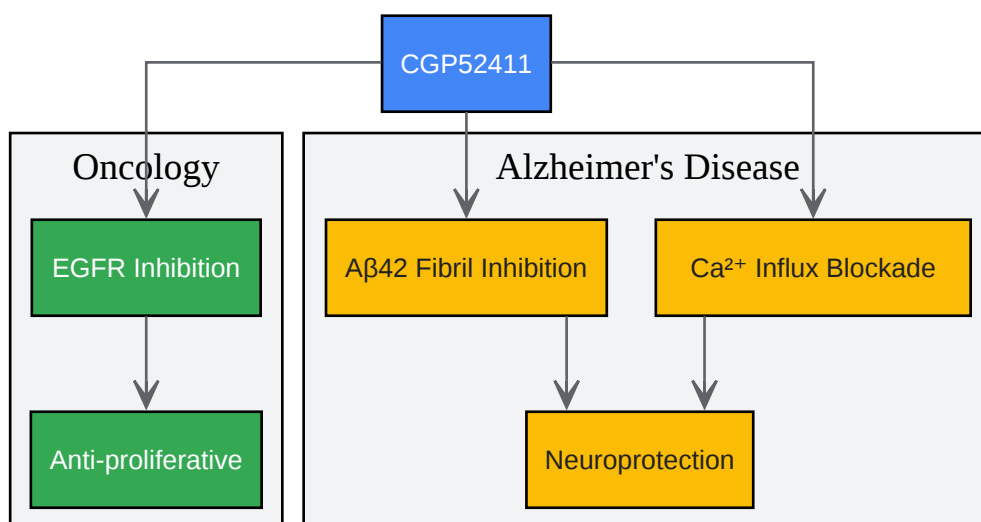 CGP52411
Oncology
Alzheimer's Disease
EGFR Inhibition
Aβ42 Fibril Inhibition
Ca²⁺ Influx Blockade
Anti-proliferative
Neuroprotection